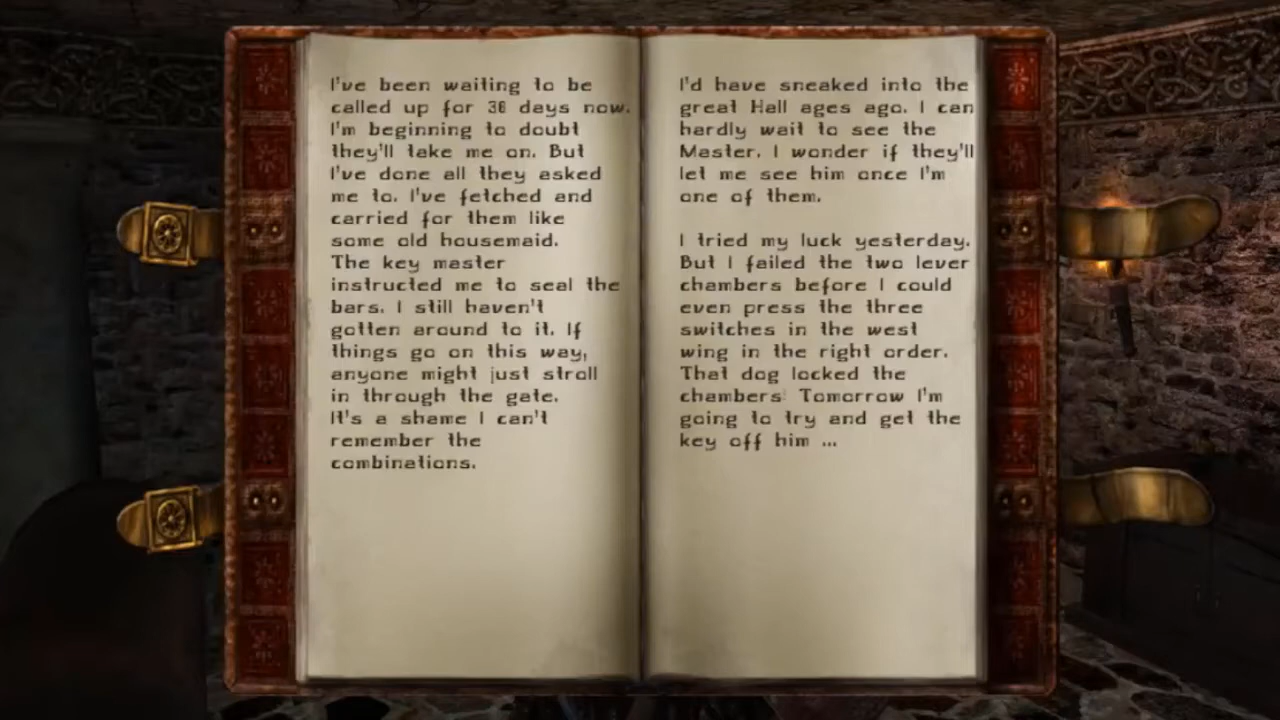 I've been waiting to be
called up for 36 days now.
I'm beginning to doubt
they'll take me on. But
I've done all they asked
me to. I've fetched and
carried for them like
some old housemaid.
The key master
instructed me to seal the
bars. I still haven't
gotten around to it. If
things go on this way,
anyone might just stroll
in through the gate.
It's a shame I can't
remember the
combinations.
I'd have sneaked into the
great Hall ages ago. I can
hardly wait to see the
Master. I wonder if they'll
let me see him once I'm
one of them.
I tried my luck yesterday.
But I failed the two lever
chambers before I could
even press the three
switches in the west
wing in the right order.
That dog locked the
chambers! Tomorrow I'm
going to try and get the
key off him ...